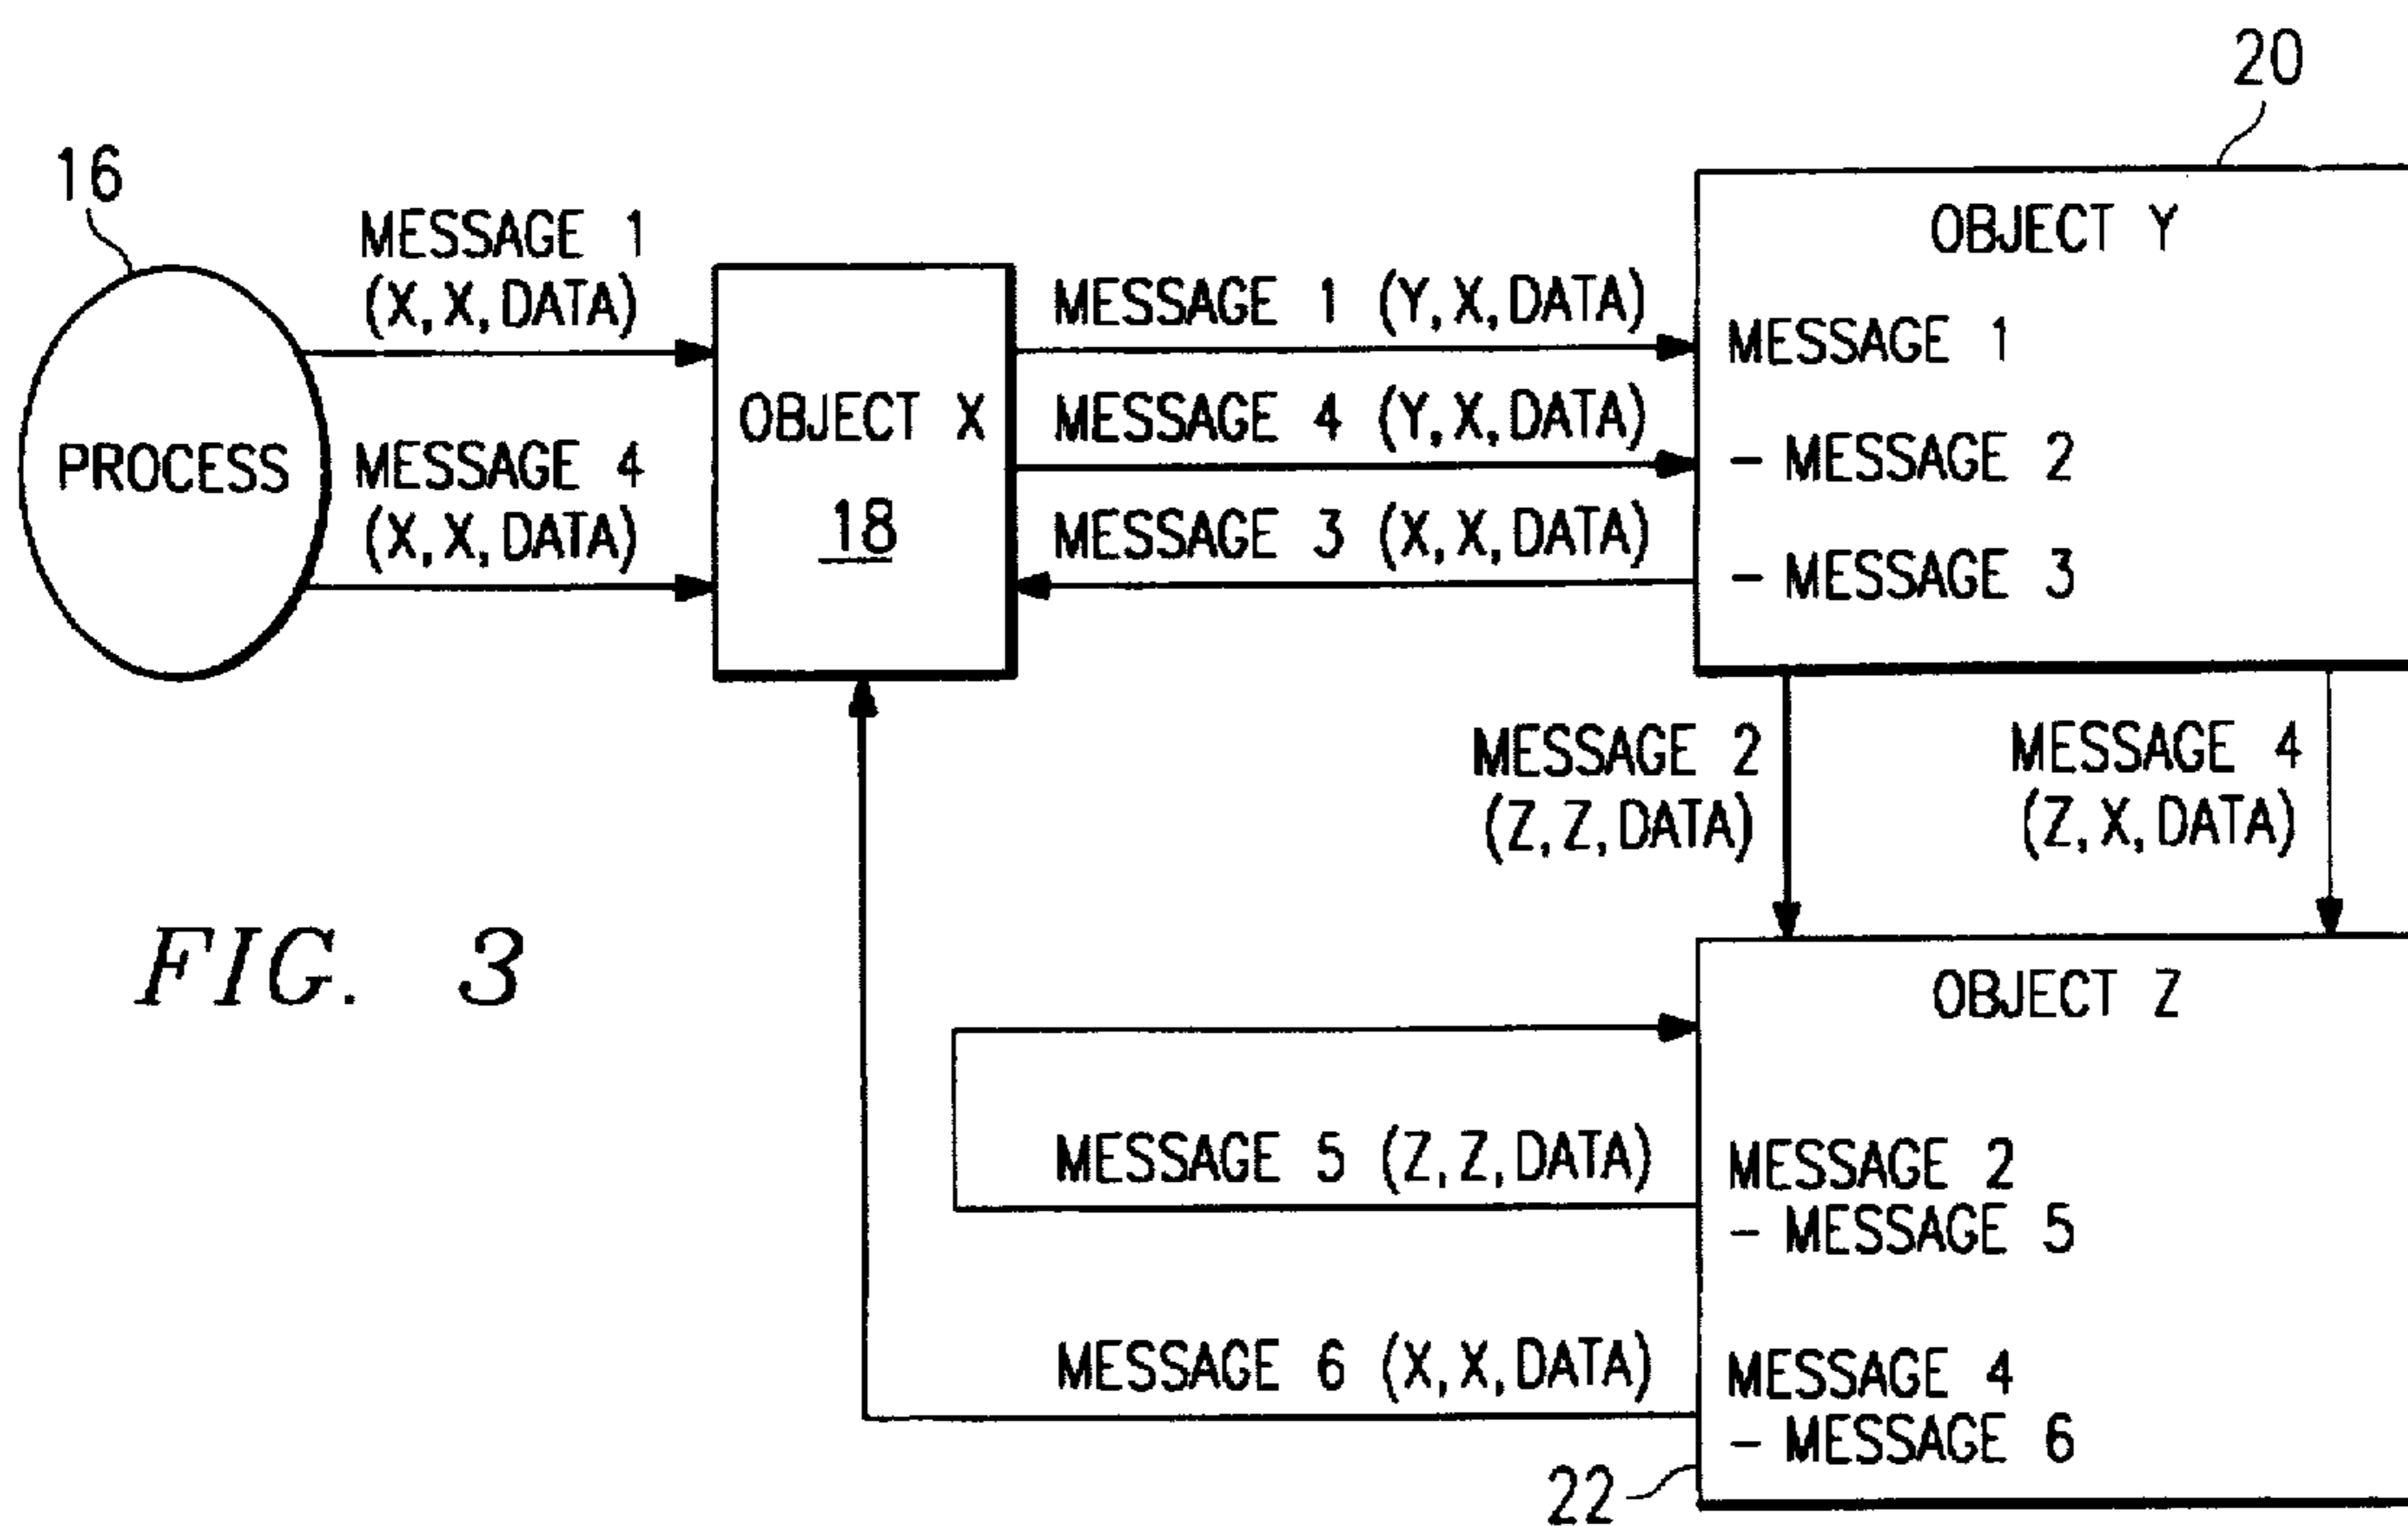 20
16
MESSAGE 1
(X, X, DATA)
PROCESS
MESSAGE 4
(X, X, DATA)
OBJECT X
18
MESSAGE 1 (Y, X, DATA)
MESSAGE 4 (Y, X, DATA)
MESSAGE 3 (X, X, DATA)
OBJECT Y
MESSAGE 1
- MESSAGE 2
- MESSAGE 3
MESSAGE 2
(Z, Z, DATA)
MESSAGE 4
(Z, X, DATA)
FIG. 3
OBJECT Z
MESSAGE 5 (Z, Z, DATA)
MESSAGE 2
- MESSAGE 5
MESSAGE 6 (X, X, DATA)
MESSAGE 4
- MESSAGE 6
22